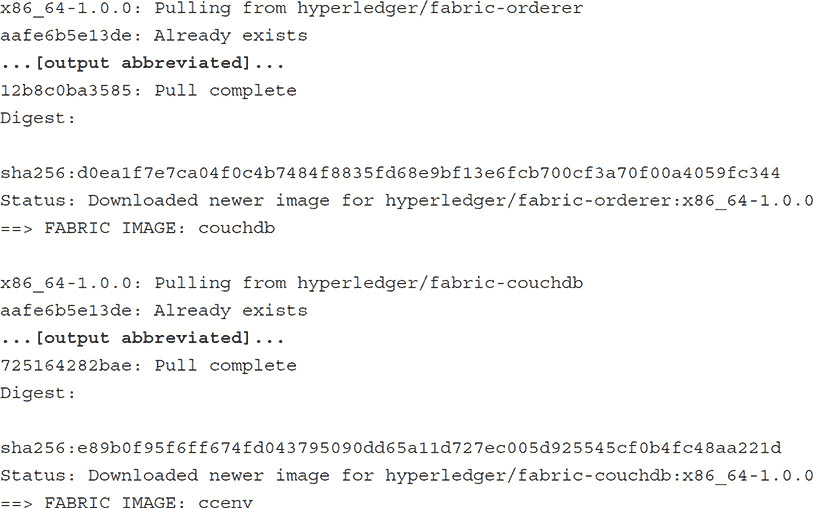 x86_64-1.0.0: Pulling from hyperledger/fabric-orderer
aafe6b5e13de: Already exists
...[output abbreviated]...
12b8c0ba3585: Pull complete
Digest:
sha256:d0ea1f7e7ca04f0c4b7484f8835fd68e9bf13e6fcb700cf3a70f00a4059fc344
Status: Downloaded newer image for hyperledger/fabric-orderer:x86_64-1.0.0
==> FABRIC IMAGE: couchdb
x86_64-1.0.0: Pulling from hyperledger/fabric-couchdb
aafe6b5e13de: Already exists
...[output abbreviated]...
725164282bae: Pull complete
Digest:
sha256:e89b0f95f6ff674fd043795090dd65a11d727ec005d925545cf0b4fc48aa221d
Status: Downloaded newer image for hyperledger/fabric-couchdb:x86_64-1.0.0
==> FABRIC IMAGE: ccenv